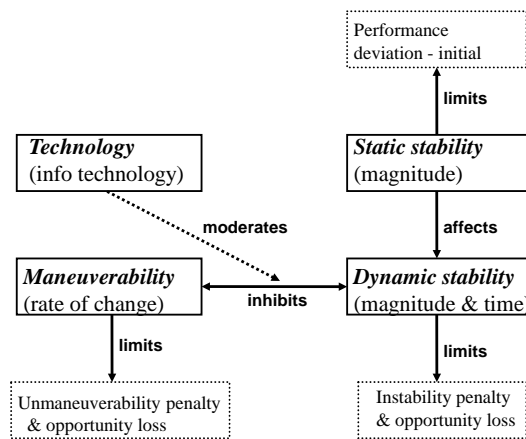 Performance
deviation - initial
limits
Technology
(info technology)
Static stability
(magnitude)
moderates
affects
Maneuverability
(rate of change)
inhibits
Dynamic stability
(magnitude & time)
limits
limits
Unmaneuverability penalty
& opportunity loss
Instability penalty
& opportunity loss